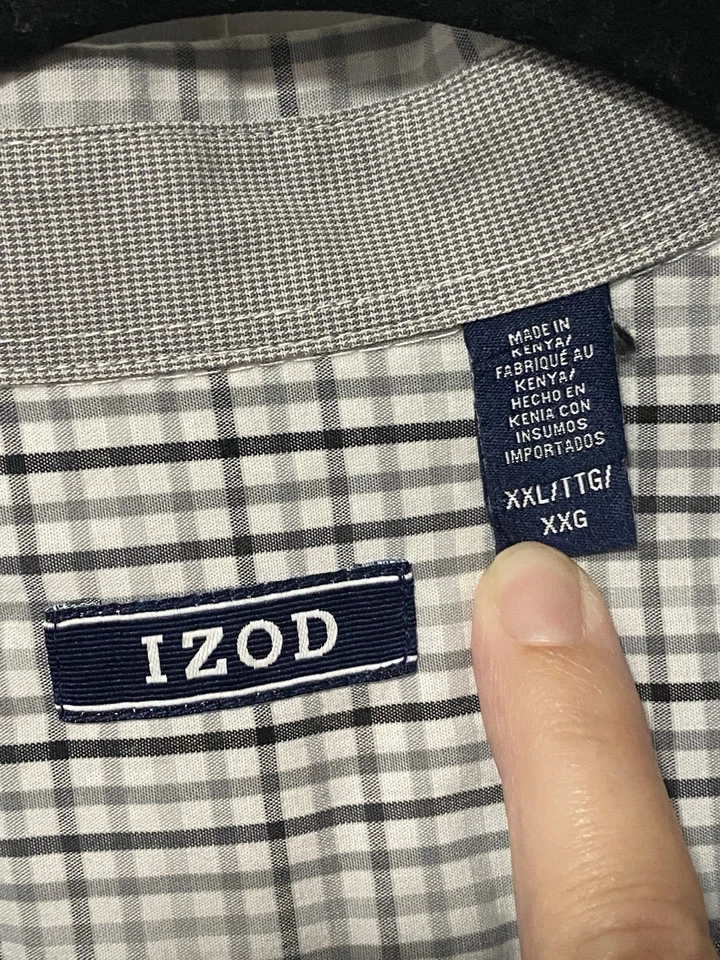 MADE IN
KENYA/
FABRIQUÉ AU
KENYA/
HECHO EN
KENIA CON
INSUMOS
IMPORTADOS
XXL/TTG/
XXG
IZOD